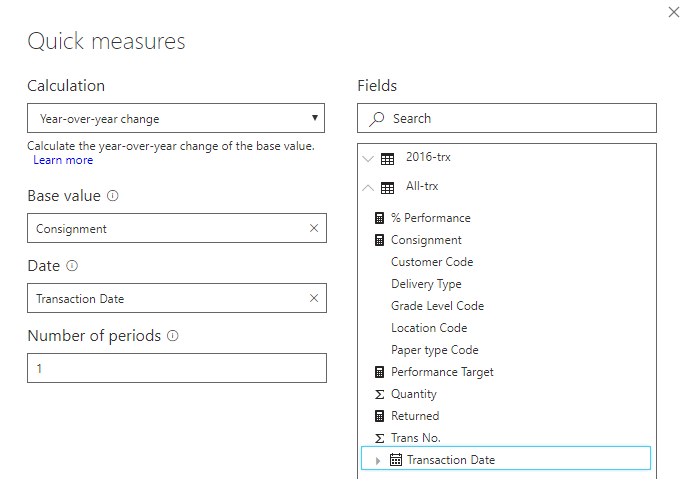 Quick measures
Calculation
Year-over-year change
Calculate the year-over-year change of the base value.
Learn more
Base value
Consignment
Date
Transaction Date
Number of periods
1
Fields
Search
2016-trx
All-trx
% Performance
Consignment
Customer Code
Delivery Type
Grade Level Code
Location Code
Paper type Code
Performance Target
Quantity
Returned
Trans No.
Transaction Date